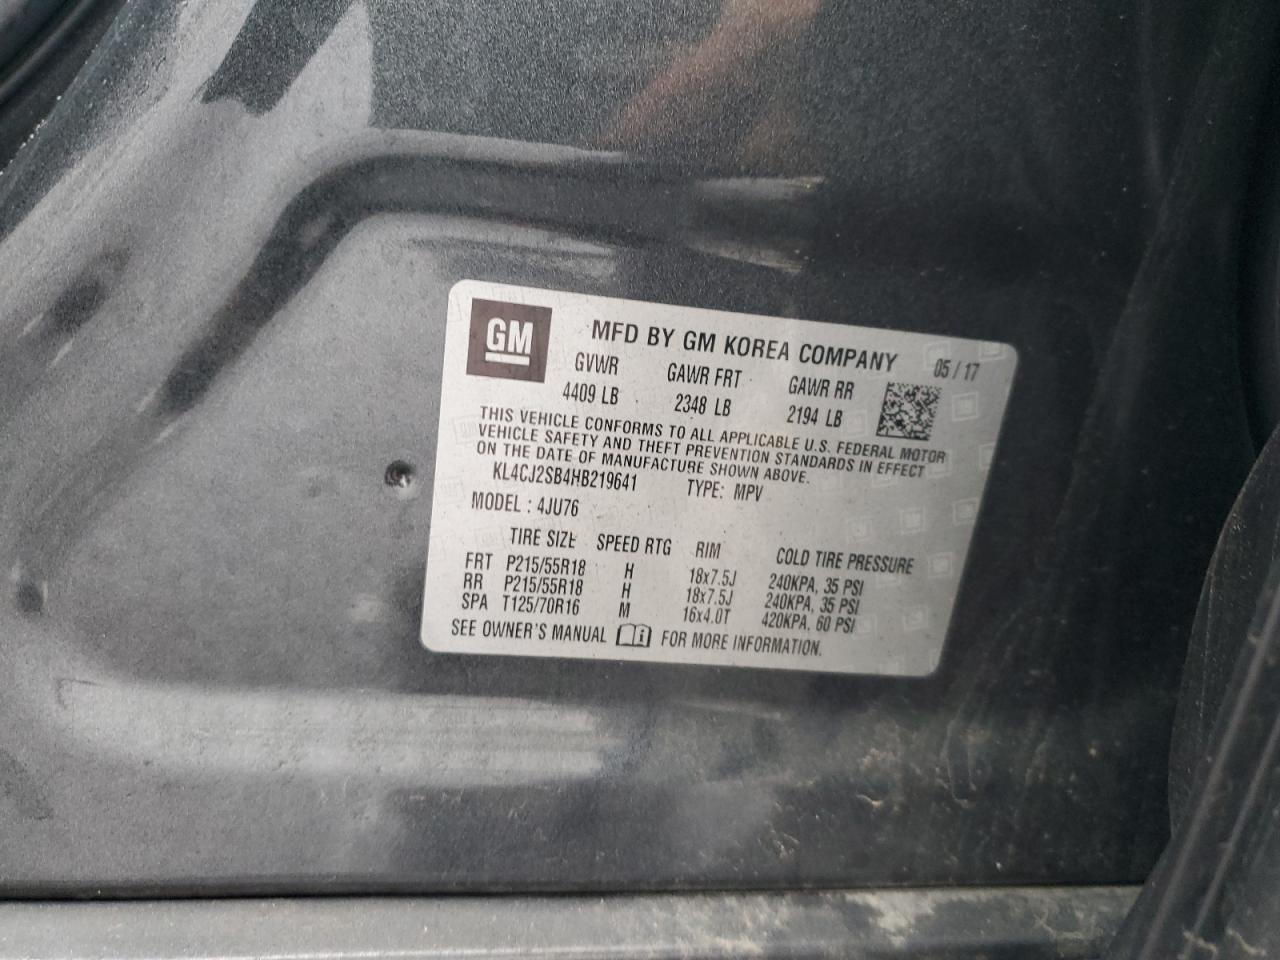 GM
MFD BY GM KOREA COMPANY 05/17
GVWR GAWR FRT GAWR RR
4409 LB 2348 LB 2194 LB
THIS VEHICLE CONFORMS TO ALL APPLICABLE U.S. FEDERAL MOTOR
VEHICLE SAFETY AND THEFT PREVENTION STANDARDS IN EFFECT
ON THE DATE OF MANUFACTURE SHOWN ABOVE.
KL4CJ2SB4HB219641 TYPE: MPV
MODEL: 4JU76
TIRE SIZE SPEED RTG RIM COLD TIRE PRESSURE
FRT P215/55R18 H 18x7.5J 240KPA, 35 PSI
RR P215/55R18 H 18x7.5J 240KPA, 35 PSI
SPA T125/70R16 M 16x4.0T 420KPA, 60 PSI
SEE OWNER'S MANUAL FOR MORE INFORMATION.